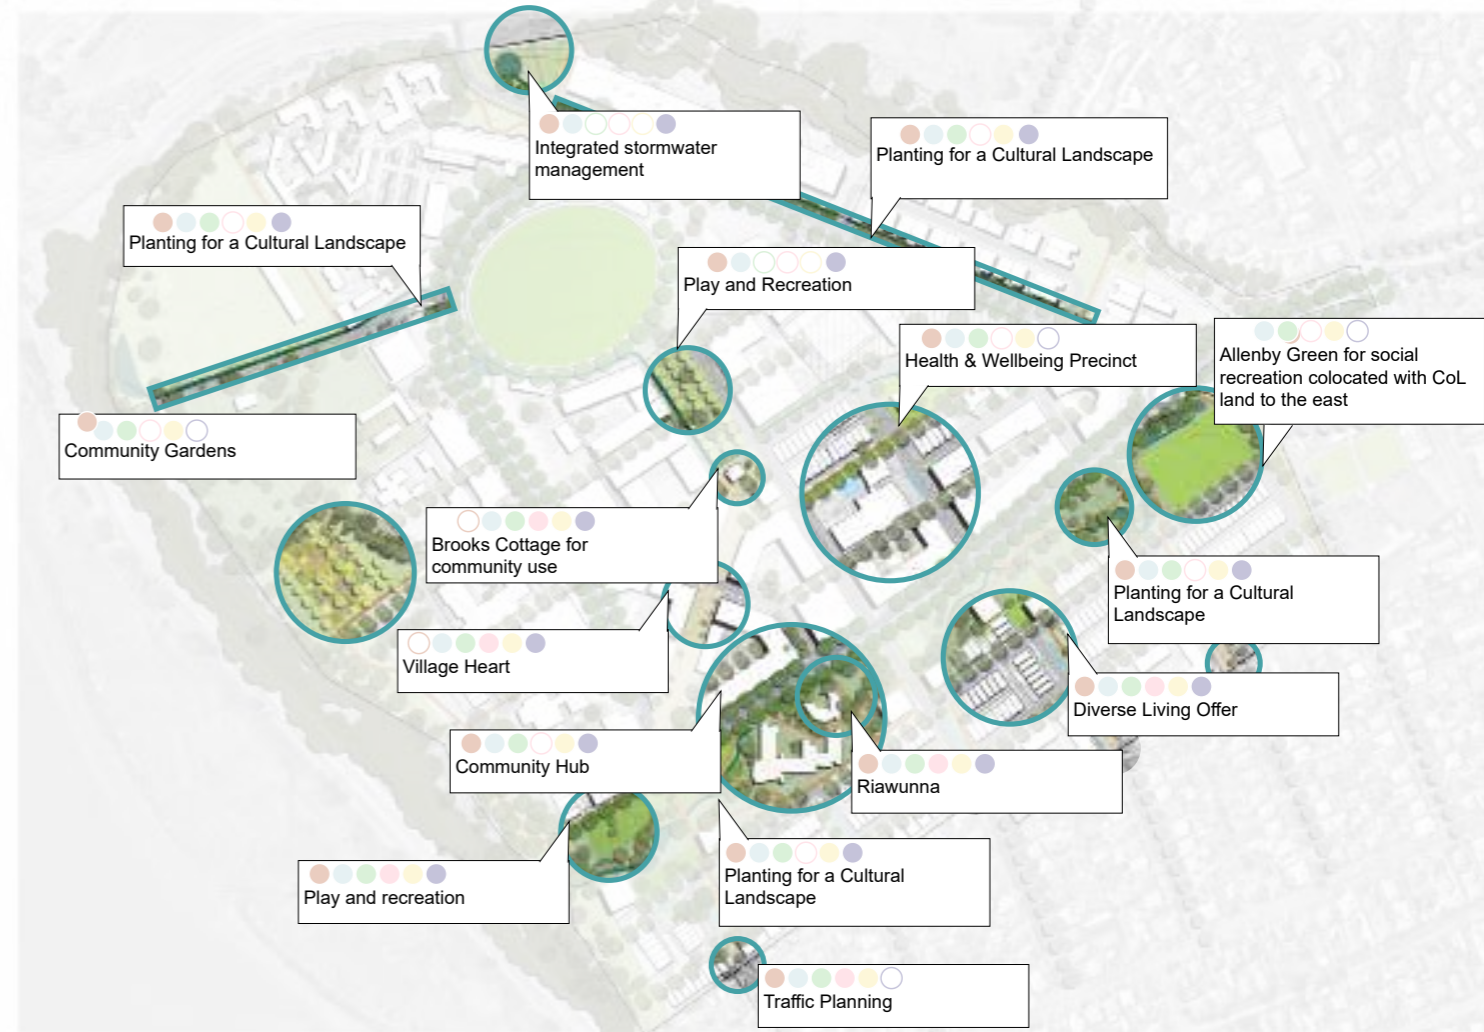 Integrated stormwater
management
Planting for a Cultural Landscape
Planting for a Cultural Landscape
Play and Recreation
Health & Wellbeing Precinct
Allenby Green for social
recreation colocated with CoL
land to the east
Community Gardens
Brooks Cottage for
community use
Planting for a Cultural
Landscape
Village Heart
Diverse Living Offer
Community Hub
Riawunna
Play and recreation
Planting for a Cultural
Landscape
Traffic Planning